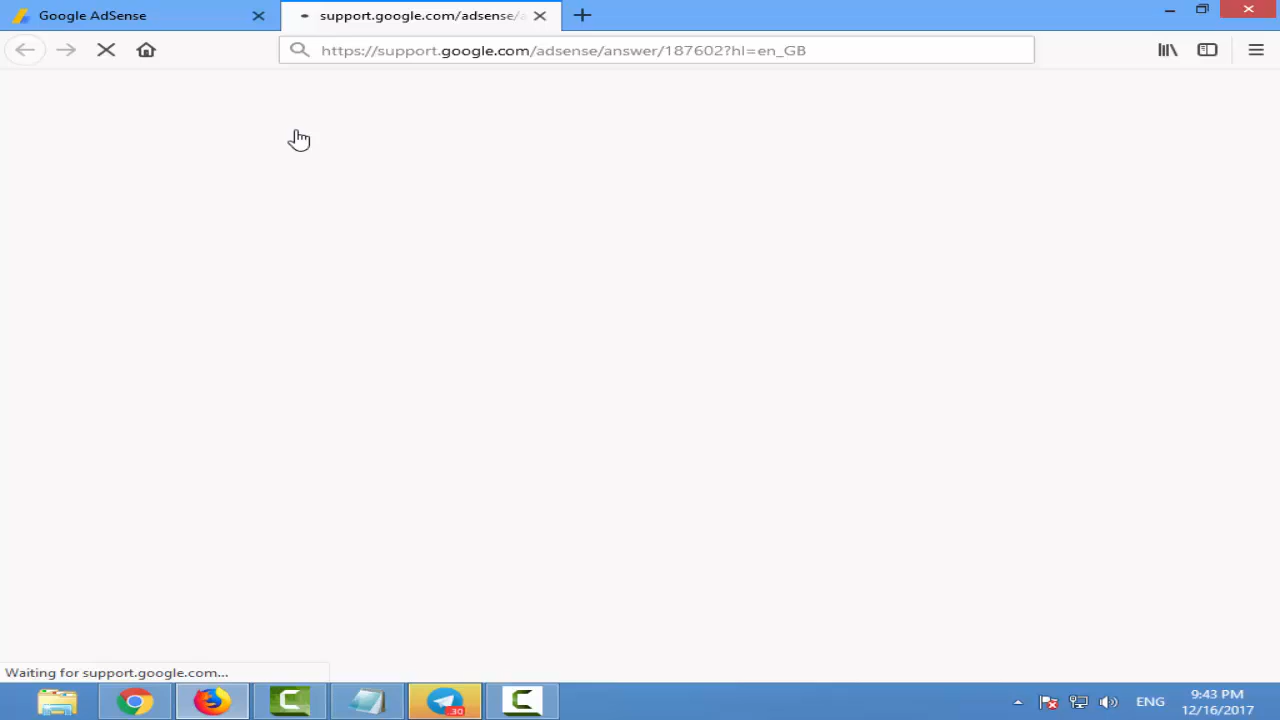 Google AdSense
support.google.com/adsense/a
https://support.google.com/adsense/answer/187602?hl=en_GB
Waiting for support.google.com...
30
ENG
9:43 PM
12/16/2017